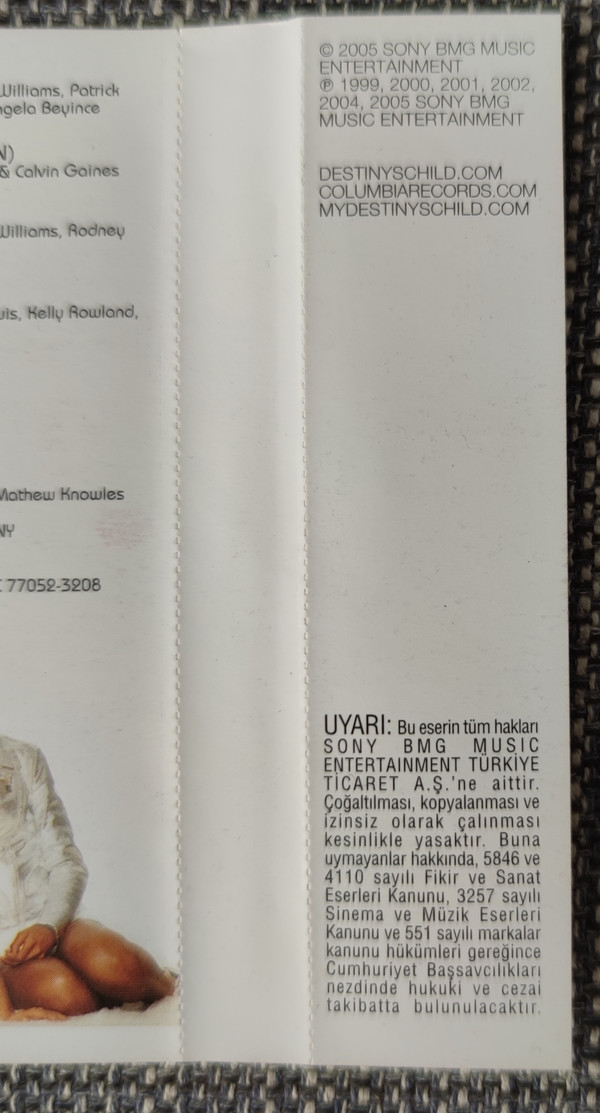 Williams, Patrick
ngela Beyince
N)
& Calvin Gaines
Williams, Rodney
Kelly Rowland,
Mathew Knowles
NY
77052-3208
© 2005 SONY BMG MUSIC
ENTERTAINMENT
℗ 1999, 2000, 2001, 2002,
2004, 2005 SONY BMG
MUSIC ENTERTAINMENT
DESTINYSCHILD.COM
COLUMBIARECORDS.COM
MYDESTINYSCHILD.COM
UYARI: Bu eserin tüm hakları
SONY BMG MUSIC
ENTERTAINMENT TÜRKİYE
TİCARET A.Ş.'ne aittir.
Çoğaltılması, kopyalanması ve
izinsiz olarak çalınması
kesinlikle yasaktır. Buna
uymayanlar hakkında, 5846 ve
4110 sayılı Fikir ve Sanat
Eserleri Kanunu, 3257 sayılı
Sinema ve Müzik Eserleri
Kanunu ve 551 sayılı markalar
kanunu hükümleri gereğince
Cumhuriyet Başsavcılıkları
nezdinde hukuki ve cezai
takibatta bulunulacaktır.